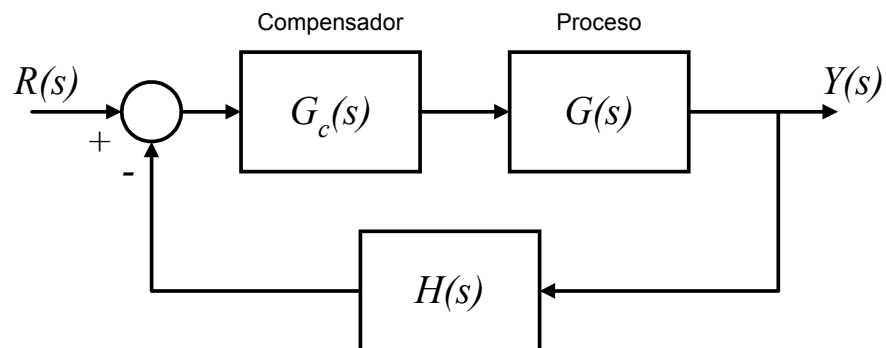 Compensador
Proceso
R(s)
G_c(s)
G(s)
Y(s)
+
-
H(s)